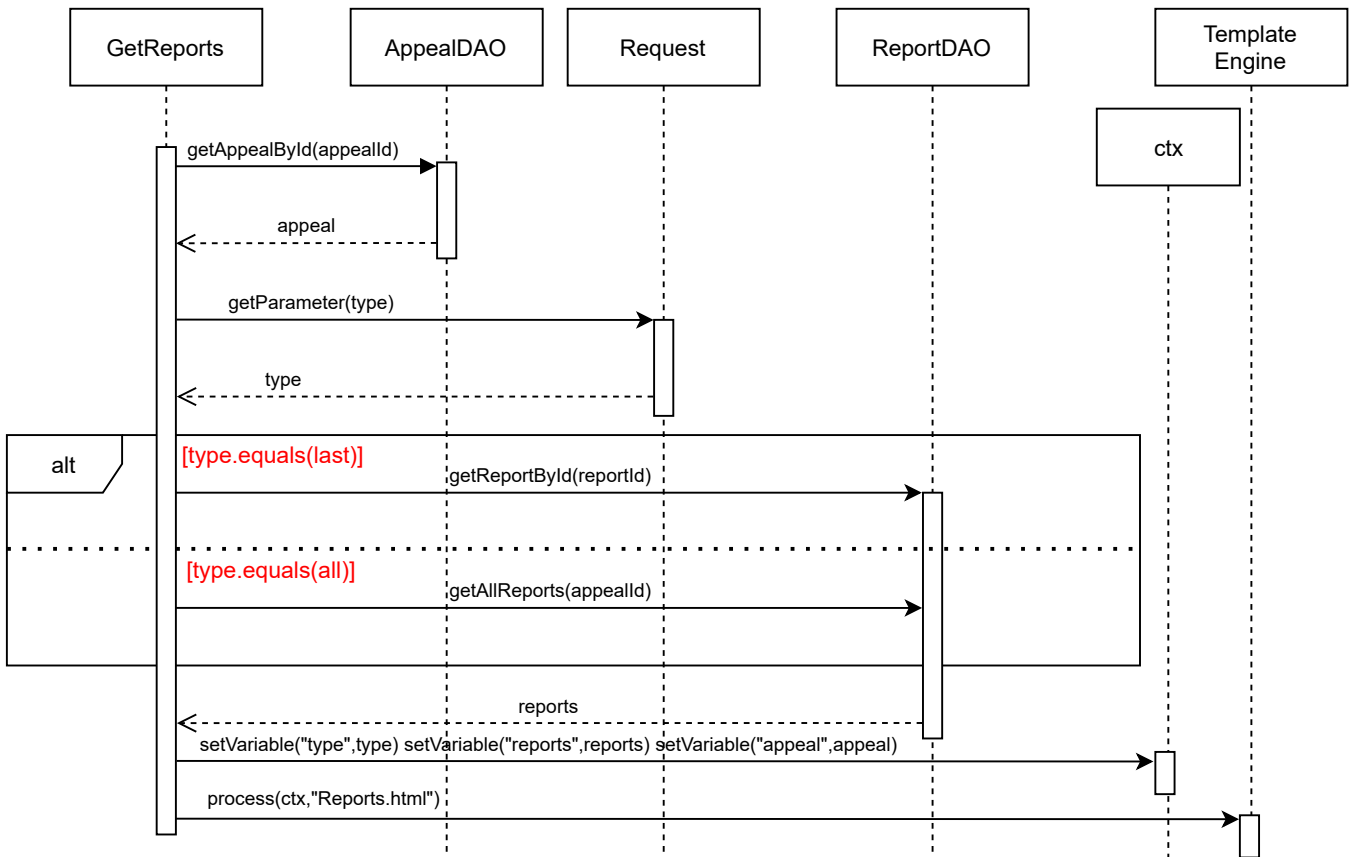 GetReports
AppealDAO
Request
ReportDAO
Template
Engine
ctx
getAppealById(appealId)
appeal
getParameter(type)
type
alt
[type.equals(last)]
getReportById(reportId)
[type.equals(all)]
getAllReports(appealId)
reports
setVariable("type",type) setVariable("reports",reports) setVariable("appeal",appeal)
process(ctx,"Reports.html")